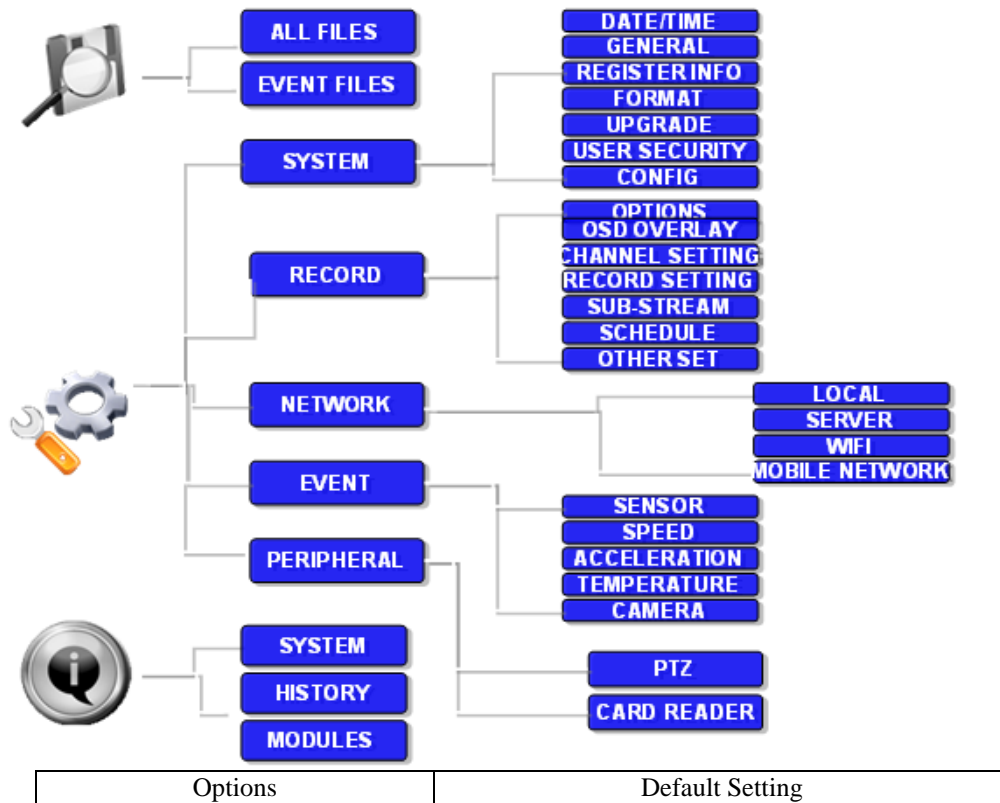 ALL FILES
EVENT FILES
SYSTEM
DATE/TIME
GENERAL
REGISTER INFO
FORMAT
UPGRADE
USER SECURITY
CONFIG
RECORD
OPTIONS
OSD OVERLAY
CHANNEL SETTING
RECORD SETTING
SUB-STREAM
SCHEDULE
OTHER SET
NETWORK
LOCAL
SERVER
WIFI
MOBILE NETWORK
EVENT
SENSOR
SPEED
ACCELERATION
TEMPERATURE
CAMERA
PERIPHERAL
PTZ
CARD READER
SYSTEM
HISTORY
MODULES
Options
Default Setting